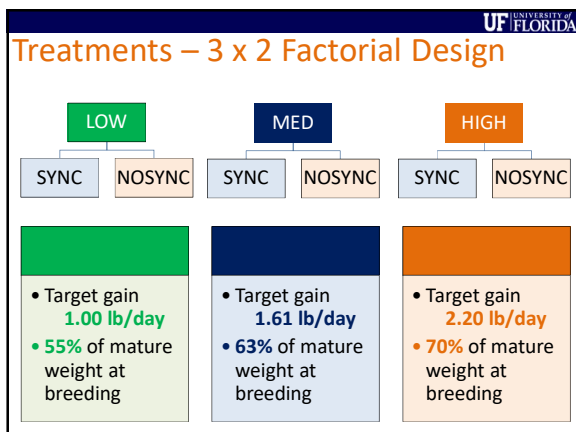 UF UNIVERSITY of FLORIDA
Treatments – 3 x 2 Factorial Design
LOW
MED
HIGH
SYNC
NOSYNC
SYNC
NOSYNC
SYNC
NOSYNC
• Target gain
1.00 lb/day
• 55% of mature
weight at
breeding
• Target gain
1.61 lb/day
• 63% of mature
weight at
breeding
• Target gain
2.20 lb/day
• 70% of mature
weight at
breeding